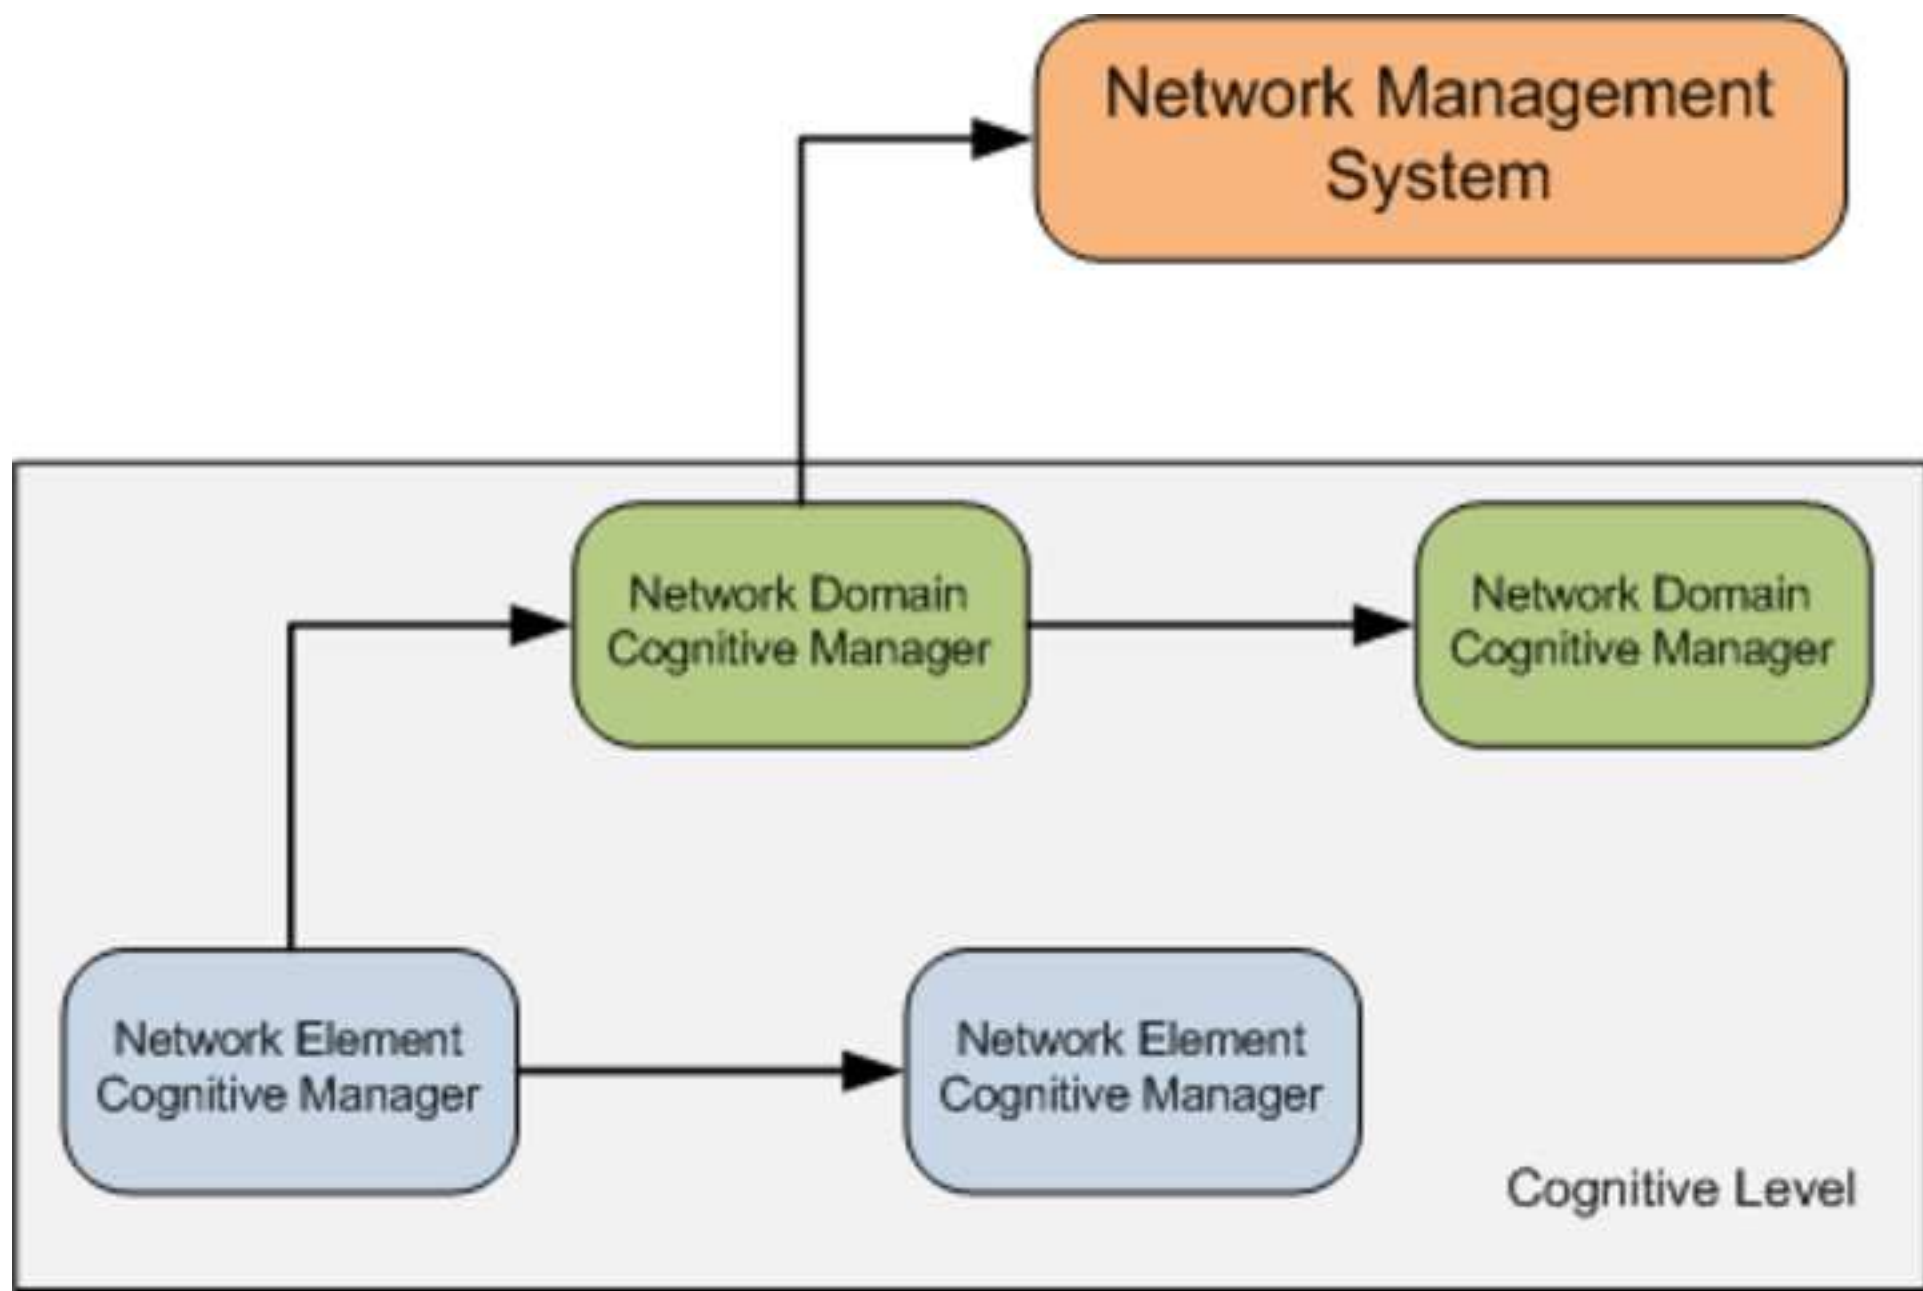 Network Management
System
Network Domain
Cognitive Manager
Network Domain
Cognitive Manager
Network Element
Cognitive Manager
Network Element
Cognitive Manager
Cognitive Level